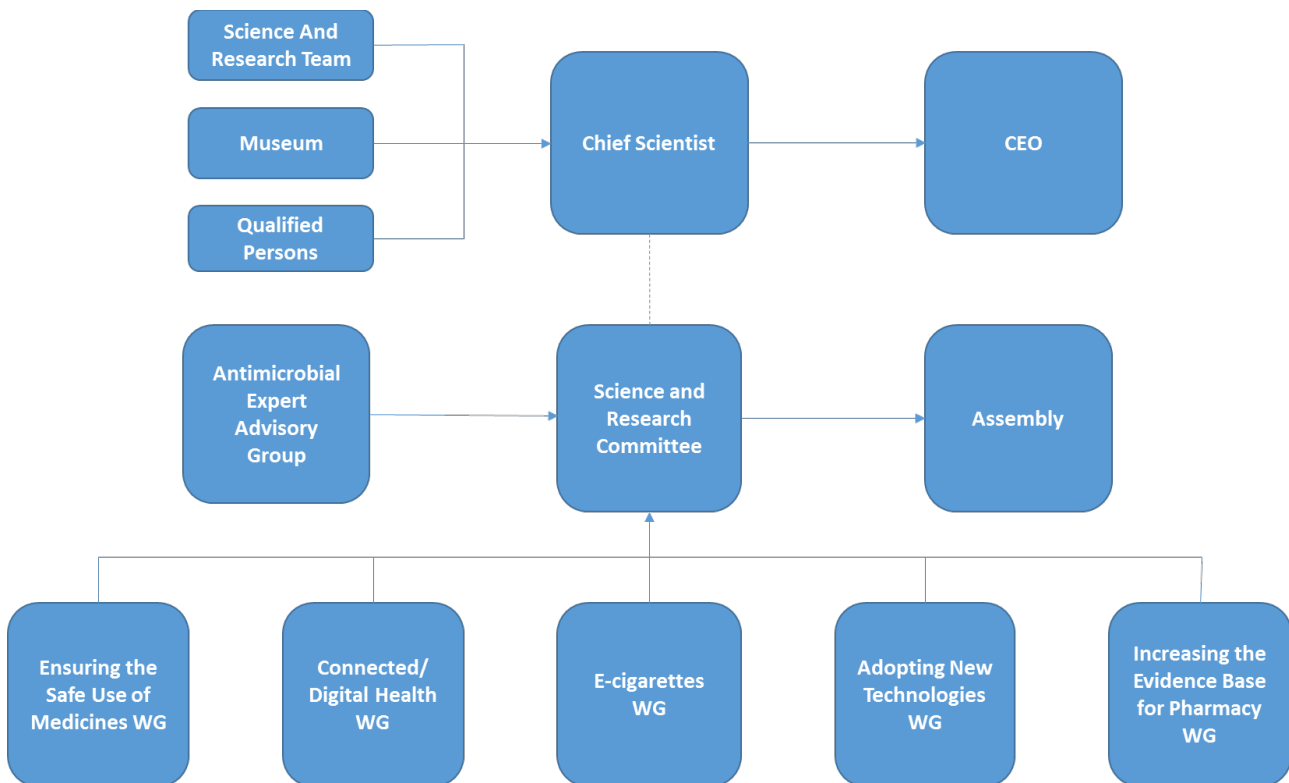 Science And
Research Team
Museum
Qualified
Persons
Chief Scientist
CEO
Antimicrobial
Expert
Advisory
Group
Science and
Research
Committee
Assembly
Ensuring the
Safe Use of
Medicines WG
Connected/
Digital Health
WG
E-cigarettes
WG
Adopting New
Technologies
WG
Increasing the
Evidence Base
for Pharmacy
WG